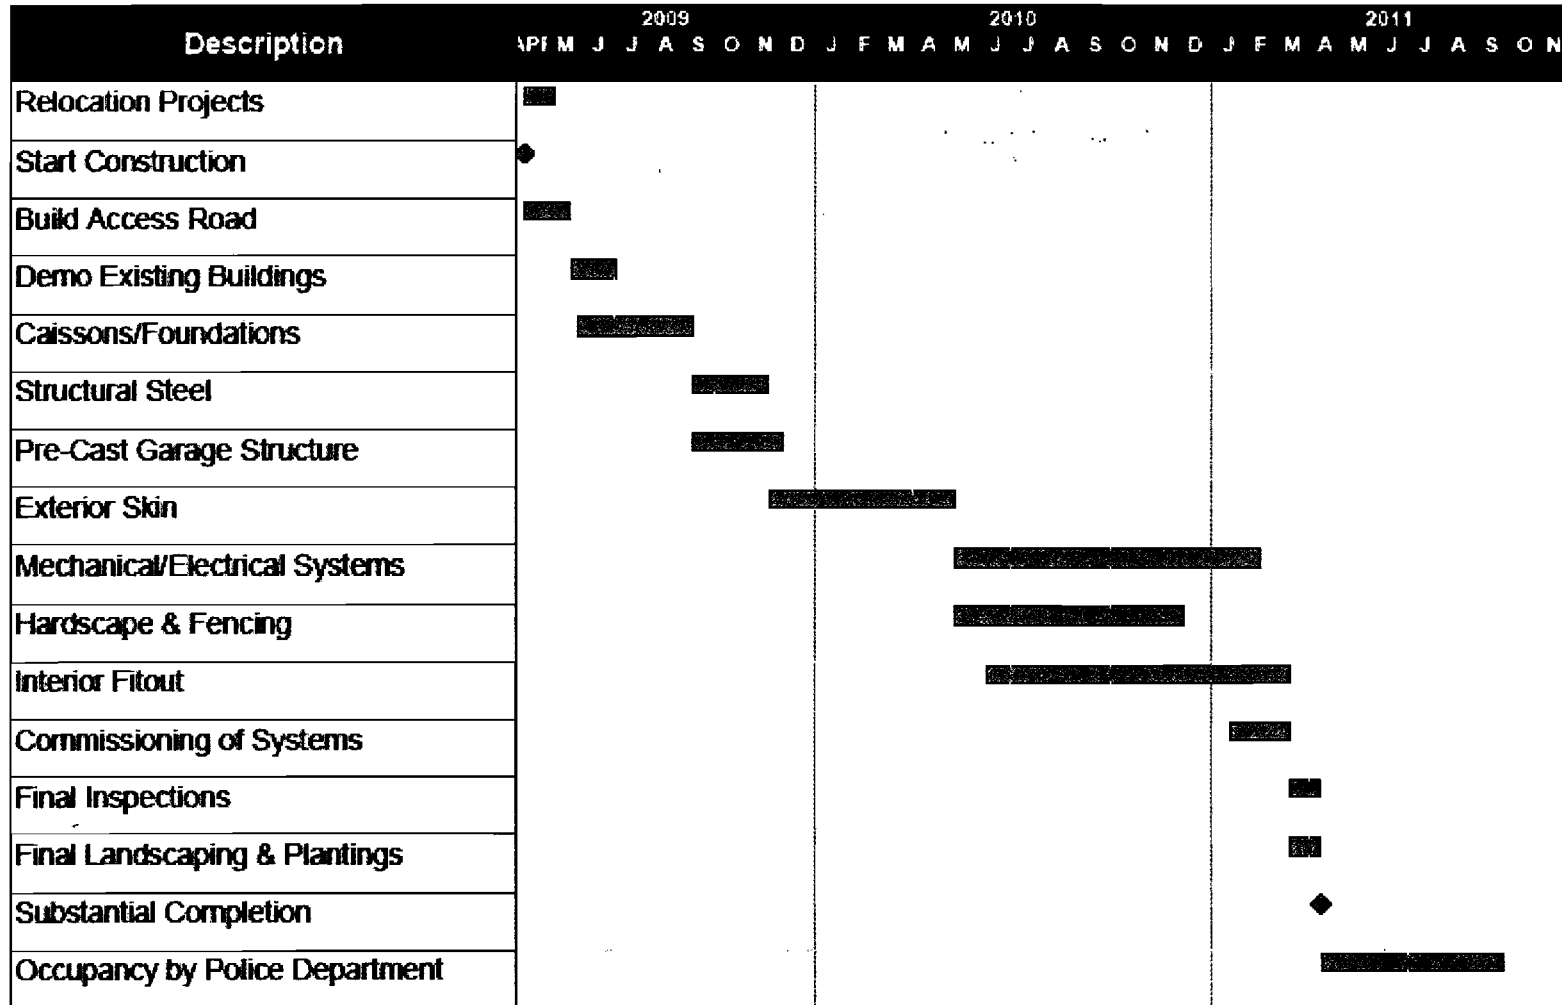 2009 2010 2011
Description APR M J J A S O N D J F M A M J J A S O N D J F M A M J J A S O N
Relocation Projects
Start Construction
Build Access Road
Demo Existing Buildings
Caissons/Foundations
Structural Steel
Pre-Cast Garage Structure
Exterior Skin
Mechanical/Electrical Systems
Hardscape & Fencing
Interior Fitout
Commissioning of Systems
Final Inspections
Final Landscaping & Plantings
Substantial Completion
Occupancy by Police Department